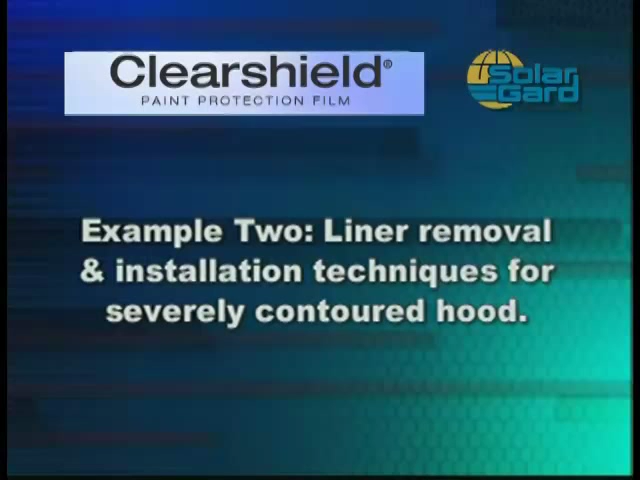 Clearshield®
PAINT PROTECTION FILM
Solar
Gard
Example Two: Liner removal
& installation techniques for
severely contoured hood.